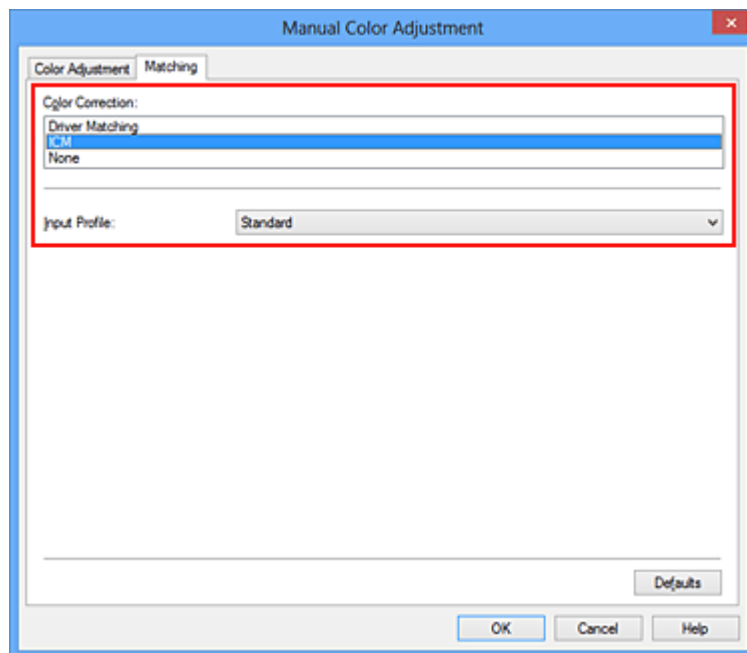 Manual Color Adjustment
Color Adjustment Matching
Color Correction:
Driver Matching
ICM
None
Input Profile: Standard
Defaults
OK Cancel Help